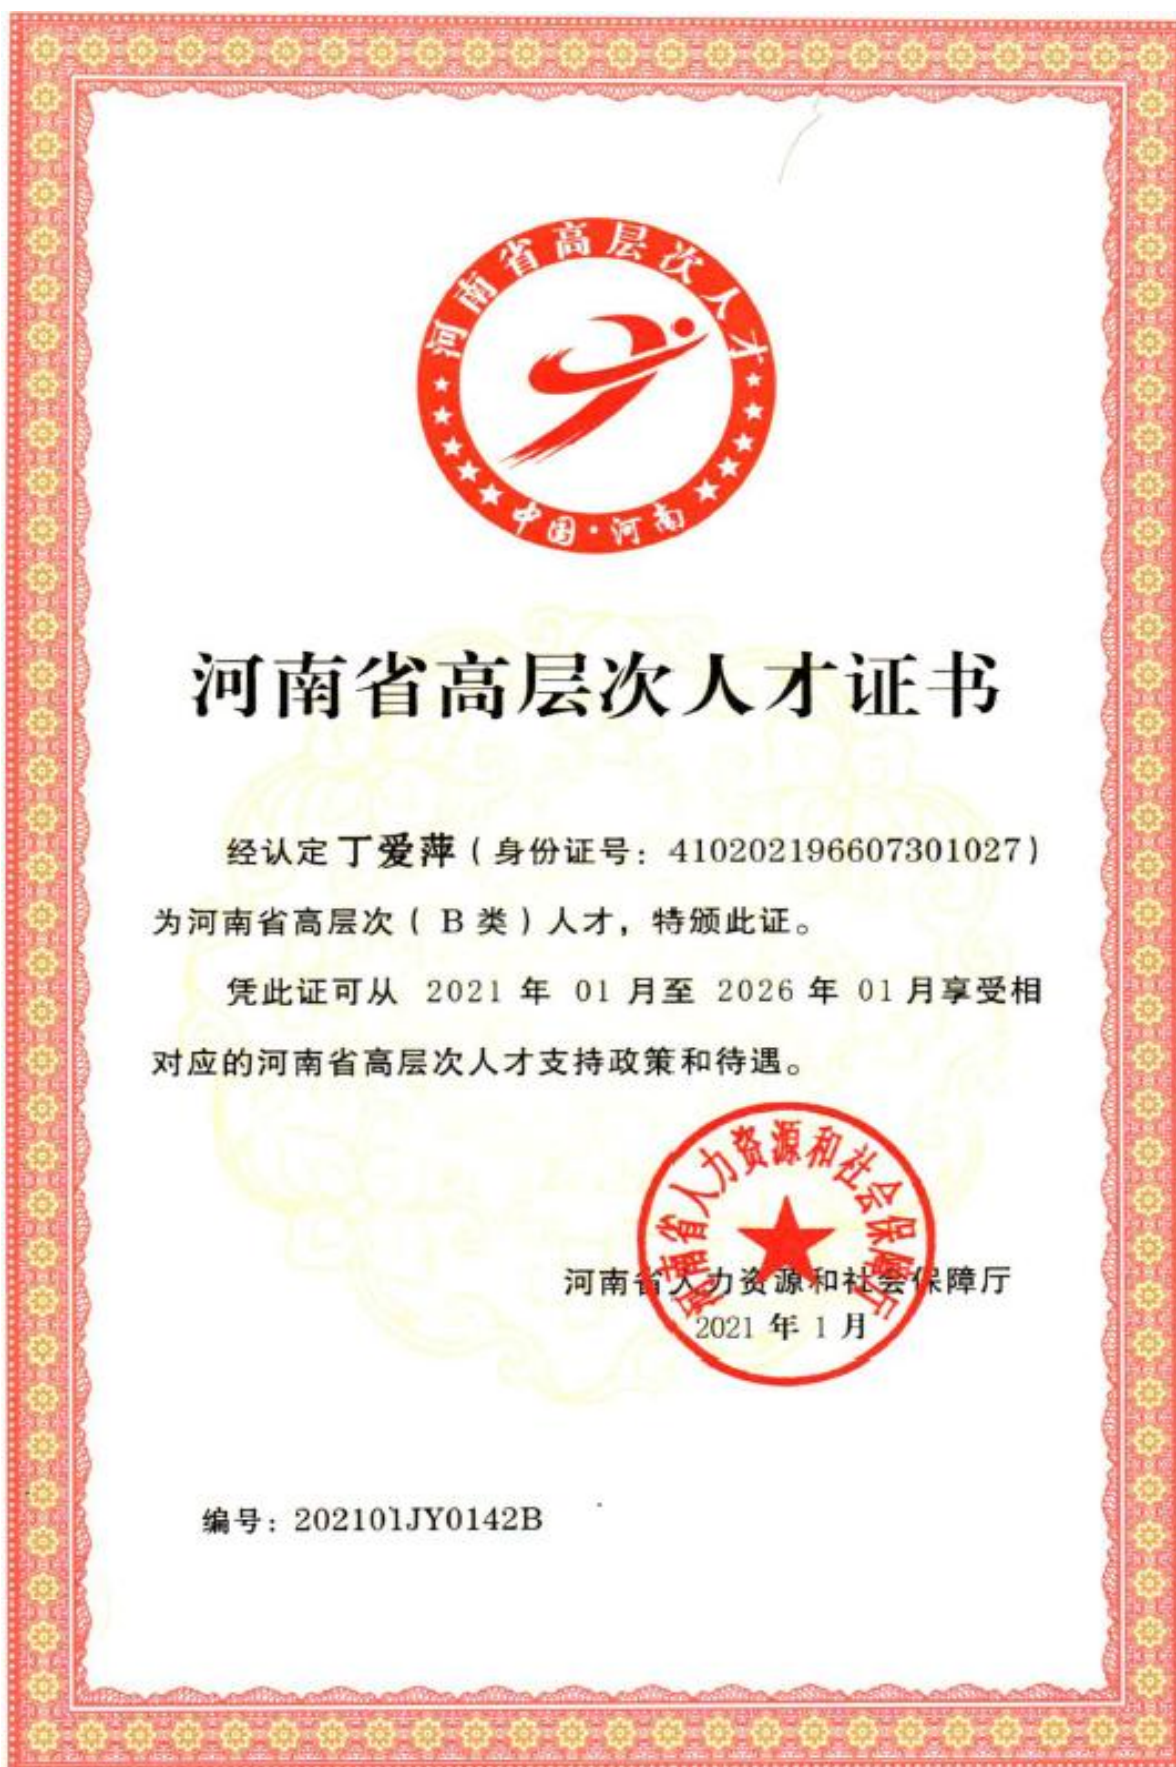 河南省高层次人才
中国·河南
河南省高层次人才证书
经认定丁爱萍(身份证号:410202196607301027)
为河南省高层次(B类)人才,特颁此证。
凭此证可从 2021 年 01 月至 2026 年 01 月享受相
对应的河南省高层次人才支持政策和待遇。
河南省人力资源和社会保障厅
河南省人力资源和社会保障厅
2021 年 1 月
编号:202101JY0142B